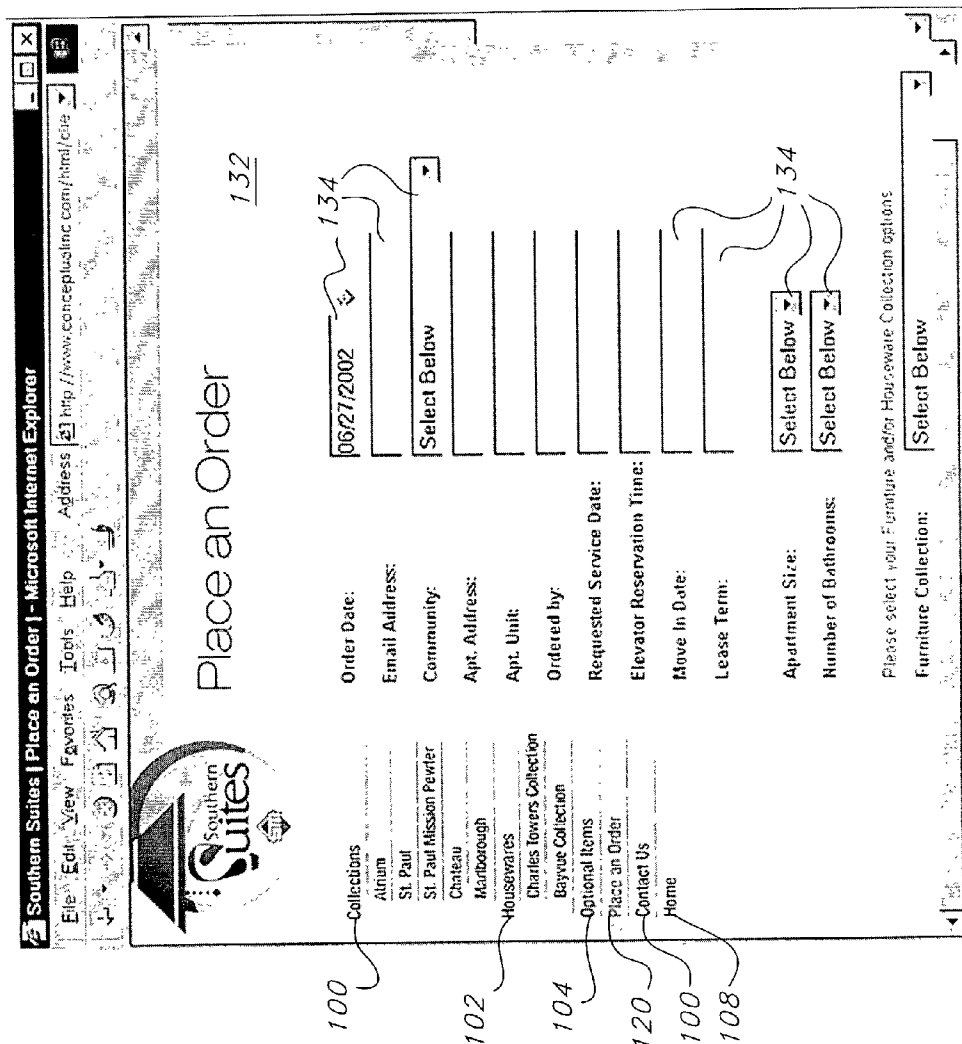 Southern Suites | Place an Order | - Microsoft Internet Explorer
File Edit View Favorites Tools Help Address http://www.conceplusinc.com/html/cue
Southern
Suites
Place an Order
132
134
Order Date: 06/27/2002
Email Address:
Community: Select Below
Apt. Address:
Apt. Unit:
Ordered by:
Requested Service Date:
Elevator Reservation Time:
Move In Date:
Lease Term:
134
Apartment Size: Select Below
Number of Bathrooms: Select Below
Please select your Furniture and/or Houseware Collection options
Furniture Collection: Select Below
100 Collections
Atrium
St. Paul
St. Paul Mission Pewter
Chateau
Marlborough
102 Housewares
Charles Towers Collection
Bayvue Collection
104 Optional Items
120 Place an Order
100 Contact Us
108 Home